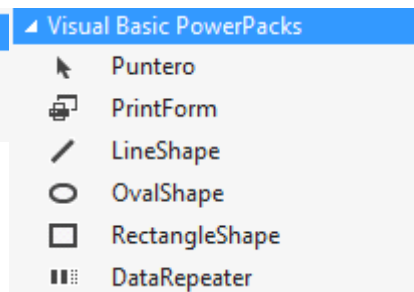 Visual Basic PowerPacks
Puntero
PrintForm
LineShape
OvalShape
RectangleShape
DataRepeater